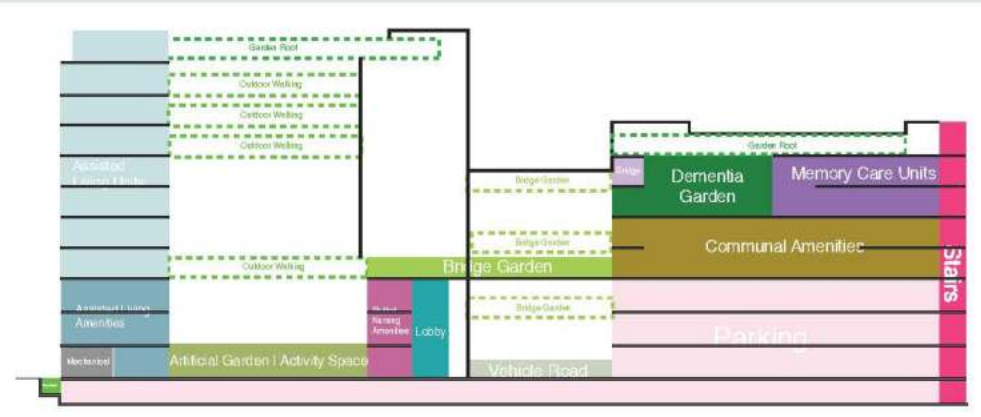 Garden Roof
Outdoor Walking
Outdoor Walking
Outdoor Walking
Garden Roof
Assisted
Living Units
Bridge Garden
Bridge
Dementia
Garden
Memory Care Units
Bridge Garden
Communal Amenities
Outdoor Walking
Bridge Garden
Stairs
Assisted Living
Amenities
Nursing
Amenities
Lobby
Bridge Garden
Parking
Mechanical
Artificial Garden | Activity Space
Vehicle Road